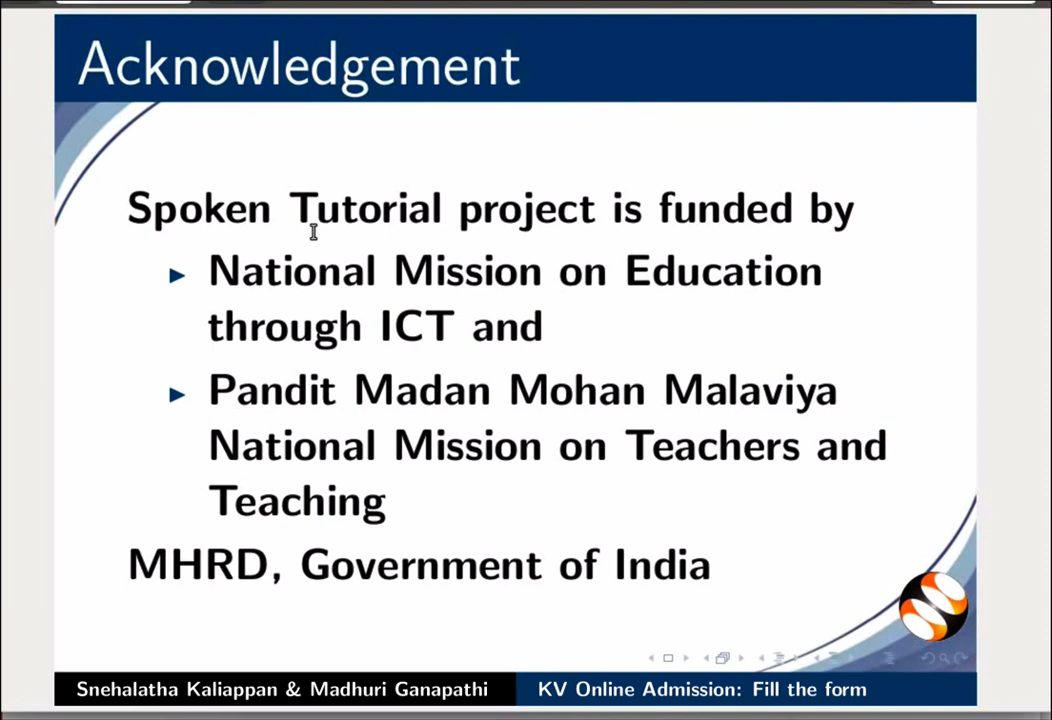 Acknowledgement
Spoken Tutorial project is funded by
National Mission on Education
through ICT and
Pandit Madan Mohan Malaviya
National Mission on Teachers and
Teaching
MHRD, Government of India
Snehalatha Kaliappan & Madhuri Ganapathi
KV Online Admission: Fill the form